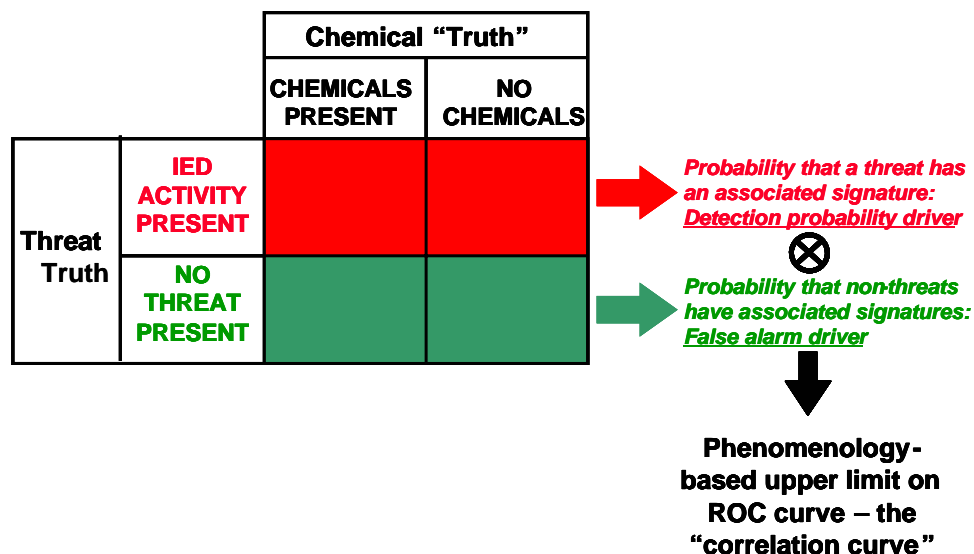 Chemical “Truth”
CHEMICALS
PRESENT
NO
CHEMICALS
Threat
Truth
IED
ACTIVITY
PRESENT
NO
THREAT
PRESENT
Probability that a threat has
an associated signature:
Detection probability driver
Probability that non-threats
have associated signatures:
False alarm driver
Phenomenology-
based upper limit on
ROC curve – the
“correlation curve”